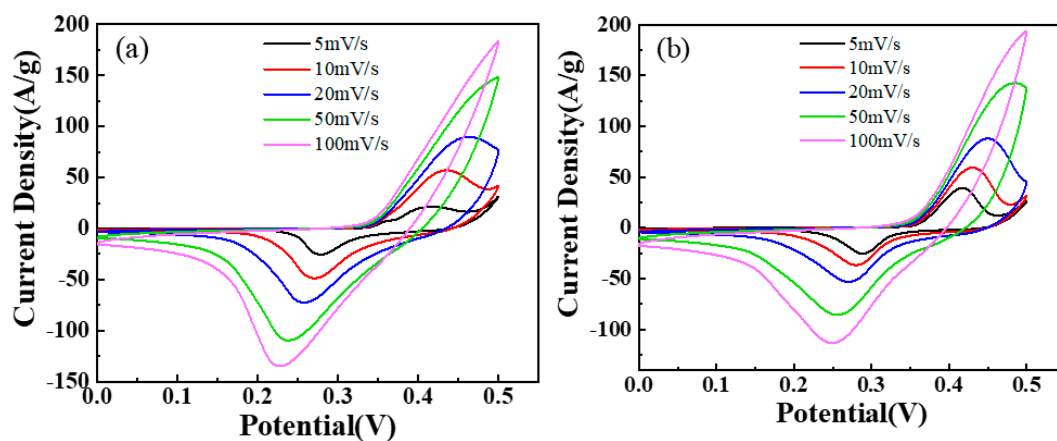 (a)
200
150
100
50
0
-50
-100
-150
Current Density(A/g)
5mV/s
10mV/s
20mV/s
50mV/s
100mV/s
0.0 0.1 0.2 0.3 0.4 0.5
Potential(V)
(b)
200
150
100
50
0
-50
-100
-150
Current Density(A/g)
5mV/s
10mV/s
20mV/s
50mV/s
100mV/s
0.0 0.1 0.2 0.3 0.4 0.5
Potential(V)